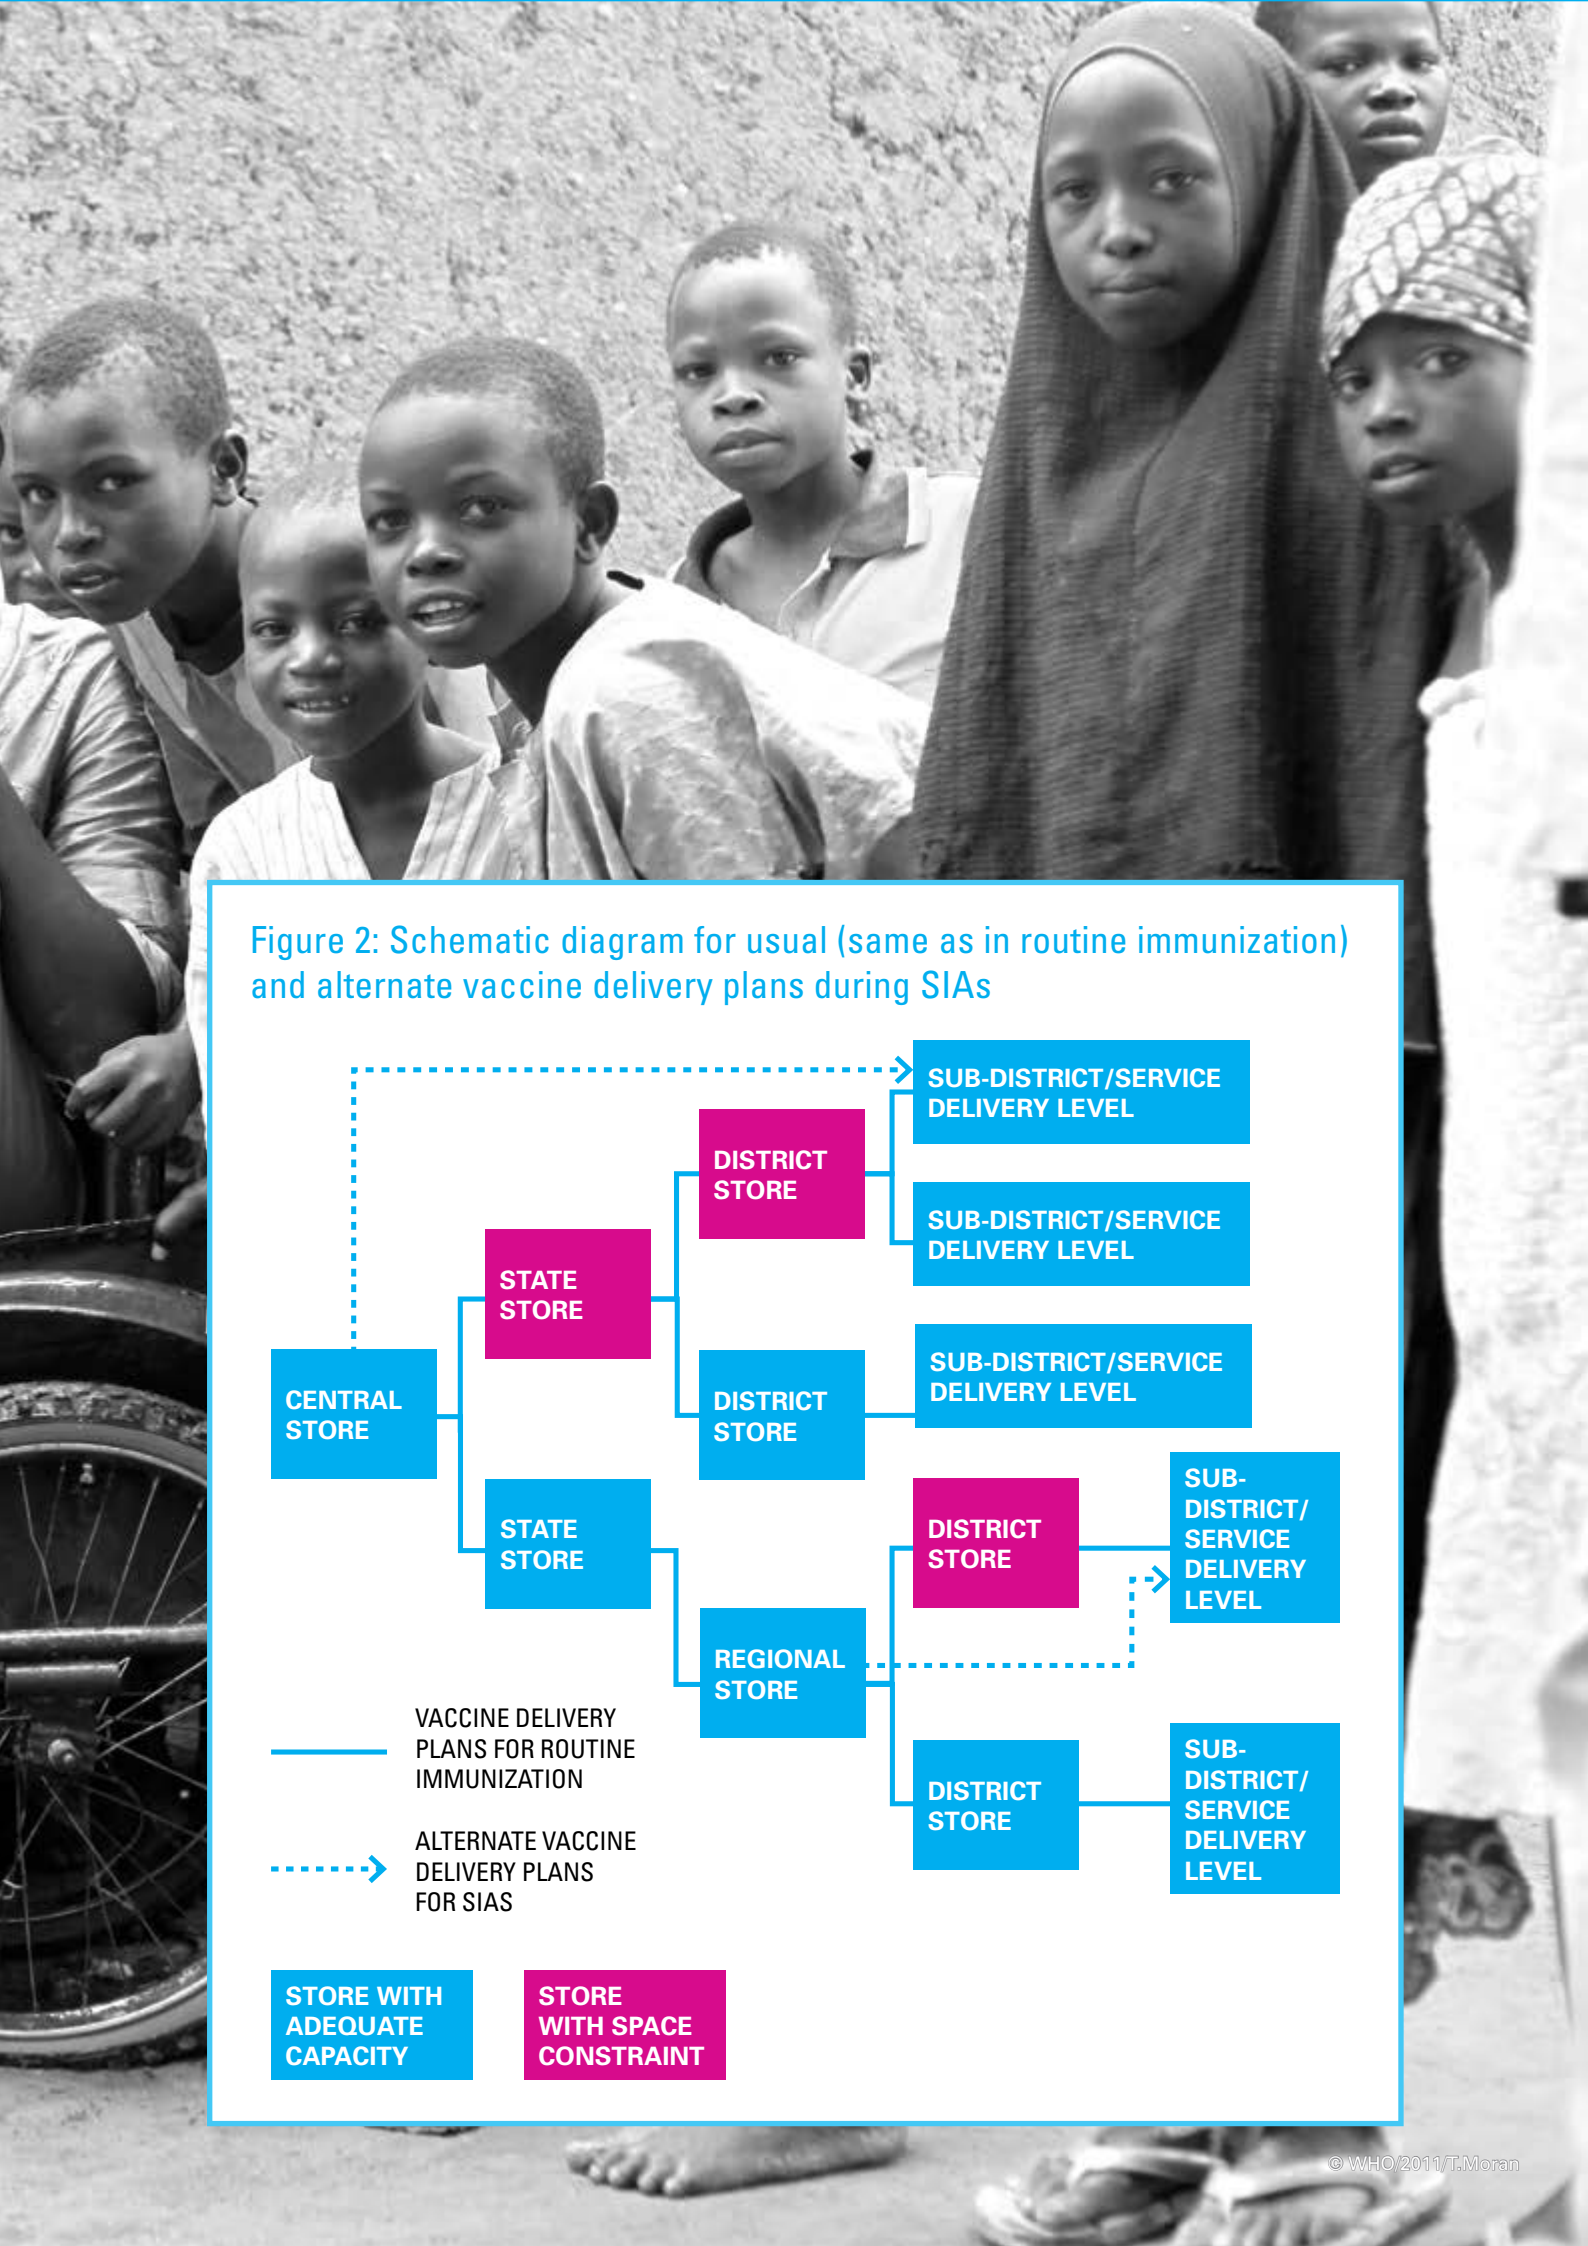 Figure 2: Schematic diagram for usual (same as in routine immunization)
and alternate vaccine delivery plans during SIAs
SUB-DISTRICT/SERVICE
DELIVERY LEVEL
DISTRICT
STORE
SUB-DISTRICT/SERVICE
DELIVERY LEVEL
STATE
STORE
SUB-DISTRICT/SERVICE
DELIVERY LEVEL
CENTRAL
STORE
DISTRICT
STORE
STATE
STORE
DISTRICT
STORE
SUB-
DISTRICT/
SERVICE
DELIVERY
LEVEL
REGIONAL
STORE
DISTRICT
STORE
SUB-
DISTRICT/
SERVICE
DELIVERY
LEVEL
VACCINE DELIVERY
PLANS FOR ROUTINE
IMMUNIZATION
ALTERNATE VACCINE
DELIVERY PLANS
FOR SIAS
STORE WITH
ADEQUATE
CAPACITY
STORE
WITH SPACE
CONSTRAINT
© WHO/2011/T.Moran